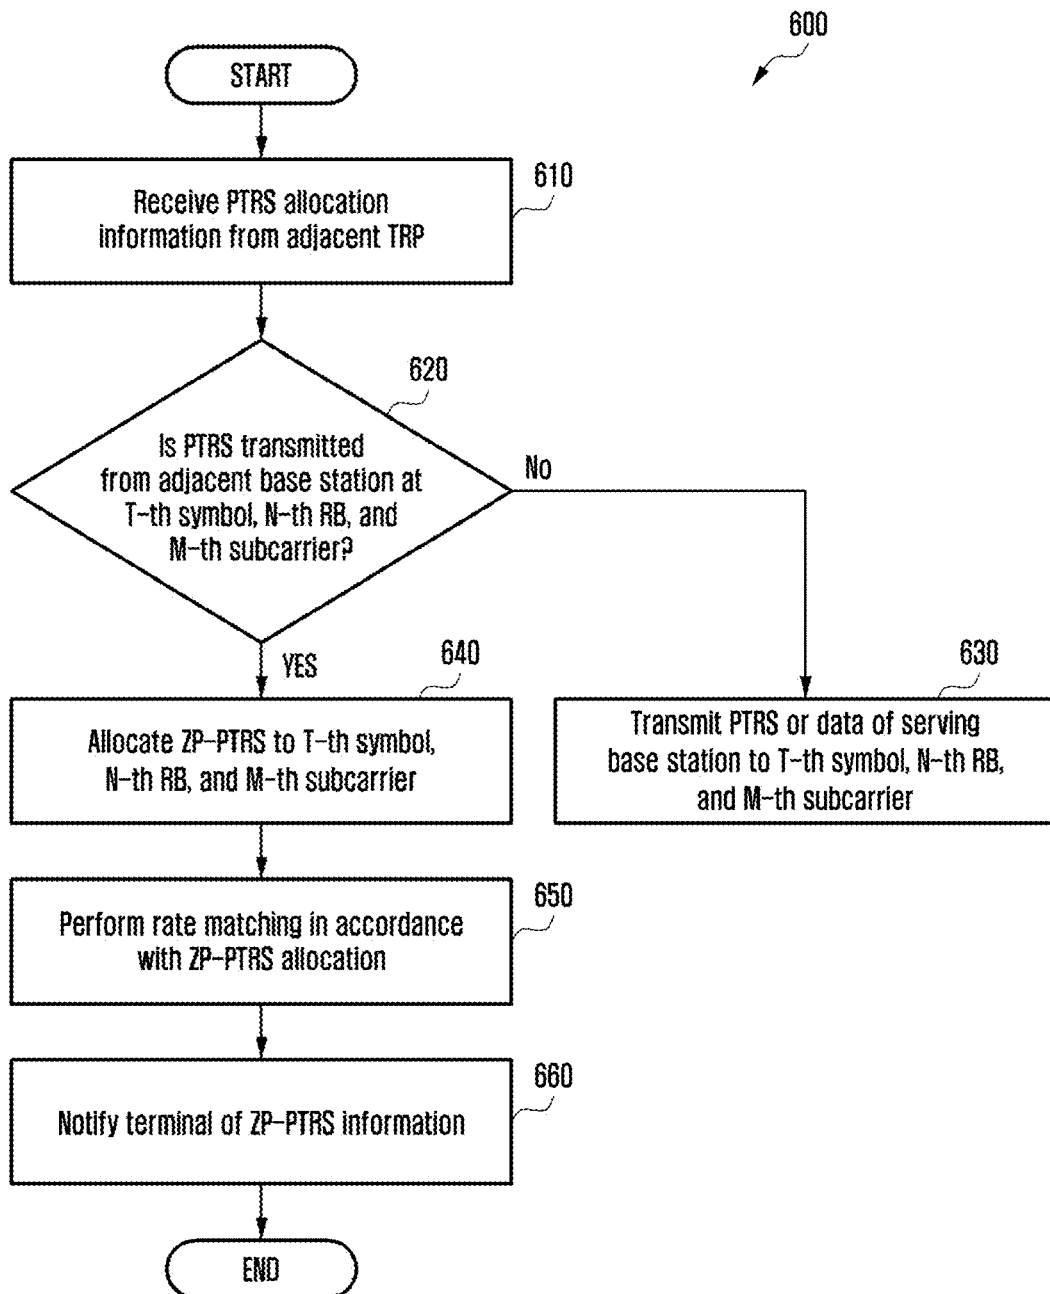 600
START
610
Receive PTRS allocation
information from adjacent TRP
620
Is PTRS transmitted
from adjacent base station at
T-th symbol, N-th RB, and
M-th subcarrier?
No
YES
640
630
Allocate ZP-PTRS to T-th symbol,
N-th RB, and M-th subcarrier
Transmit PTRS or data of serving
base station to T-th symbol, N-th RB,
and M-th subcarrier
650
Perform rate matching in accordance
with ZP-PTRS allocation
660
Notify terminal of ZP-PTRS information
END